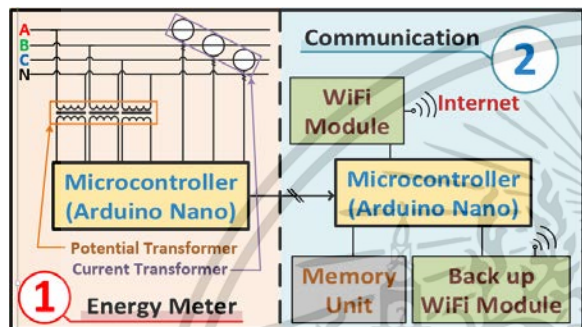 A
B
C
N
Microcontroller
(Arduino Nano)
Potential Transformer
Current Transformer
1
Energy Meter
Communication
2
WiFi
Module
Internet
Microcontroller
(Arduino Nano)
Memory
Unit
Back up
WiFi Module